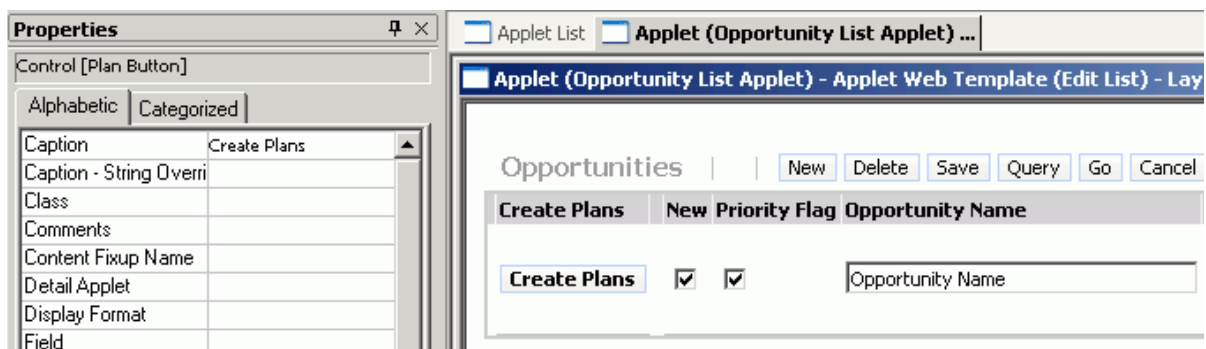 Properties
Control [Plan Button]
Alphabetic Categorized
Caption Create Plans
Caption - String Overri
Class
Comments
Content Fixup Name
Detail Applet
Display Format
Field
Applet List Applet (Opportunity List Applet) ...
Applet (Opportunity List Applet) - Applet Web Template (Edit List) - Lay
Opportunities | | New Delete Save Query Go Cancel
Create Plans New Priority Flag Opportunity Name
Create Plans Opportunity Name